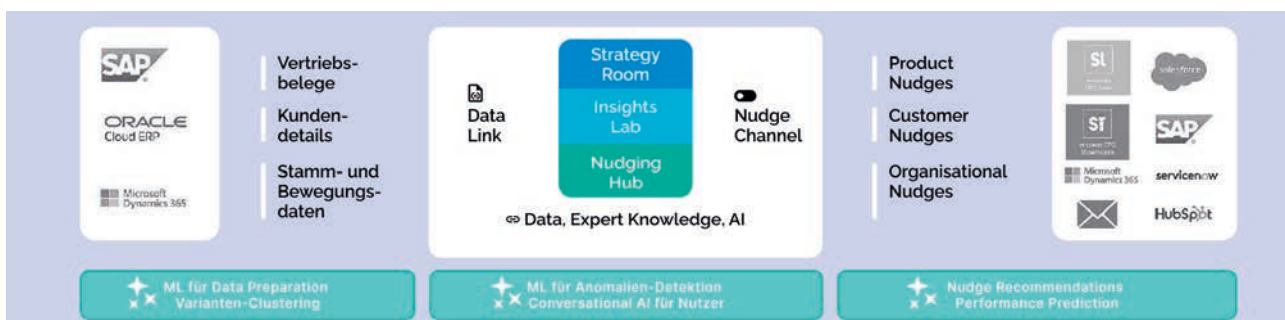 SAP
ORACLE
Cloud ERP
Microsoft
Dynamics 365
Vertriebs-
belege
Kunden-
details
Stamm- und
Bewegungs-
daten
Data
Link
Strategy
Room
Insights
Lab
Nudging
Hub
Nudge
Channel
Data, Expert Knowledge, AI
Product
Nudges
Customer
Nudges
Organisational
Nudges
SL
salesforce
ST
SAP
Microsoft
Dynamics 365
servicenow
HubSpot
ML für Data Preparation
Varianten-Clustering
ML für Anomalien-Detektion
Conversational AI für Nutzer
Nudge Recommendations
Performance Prediction